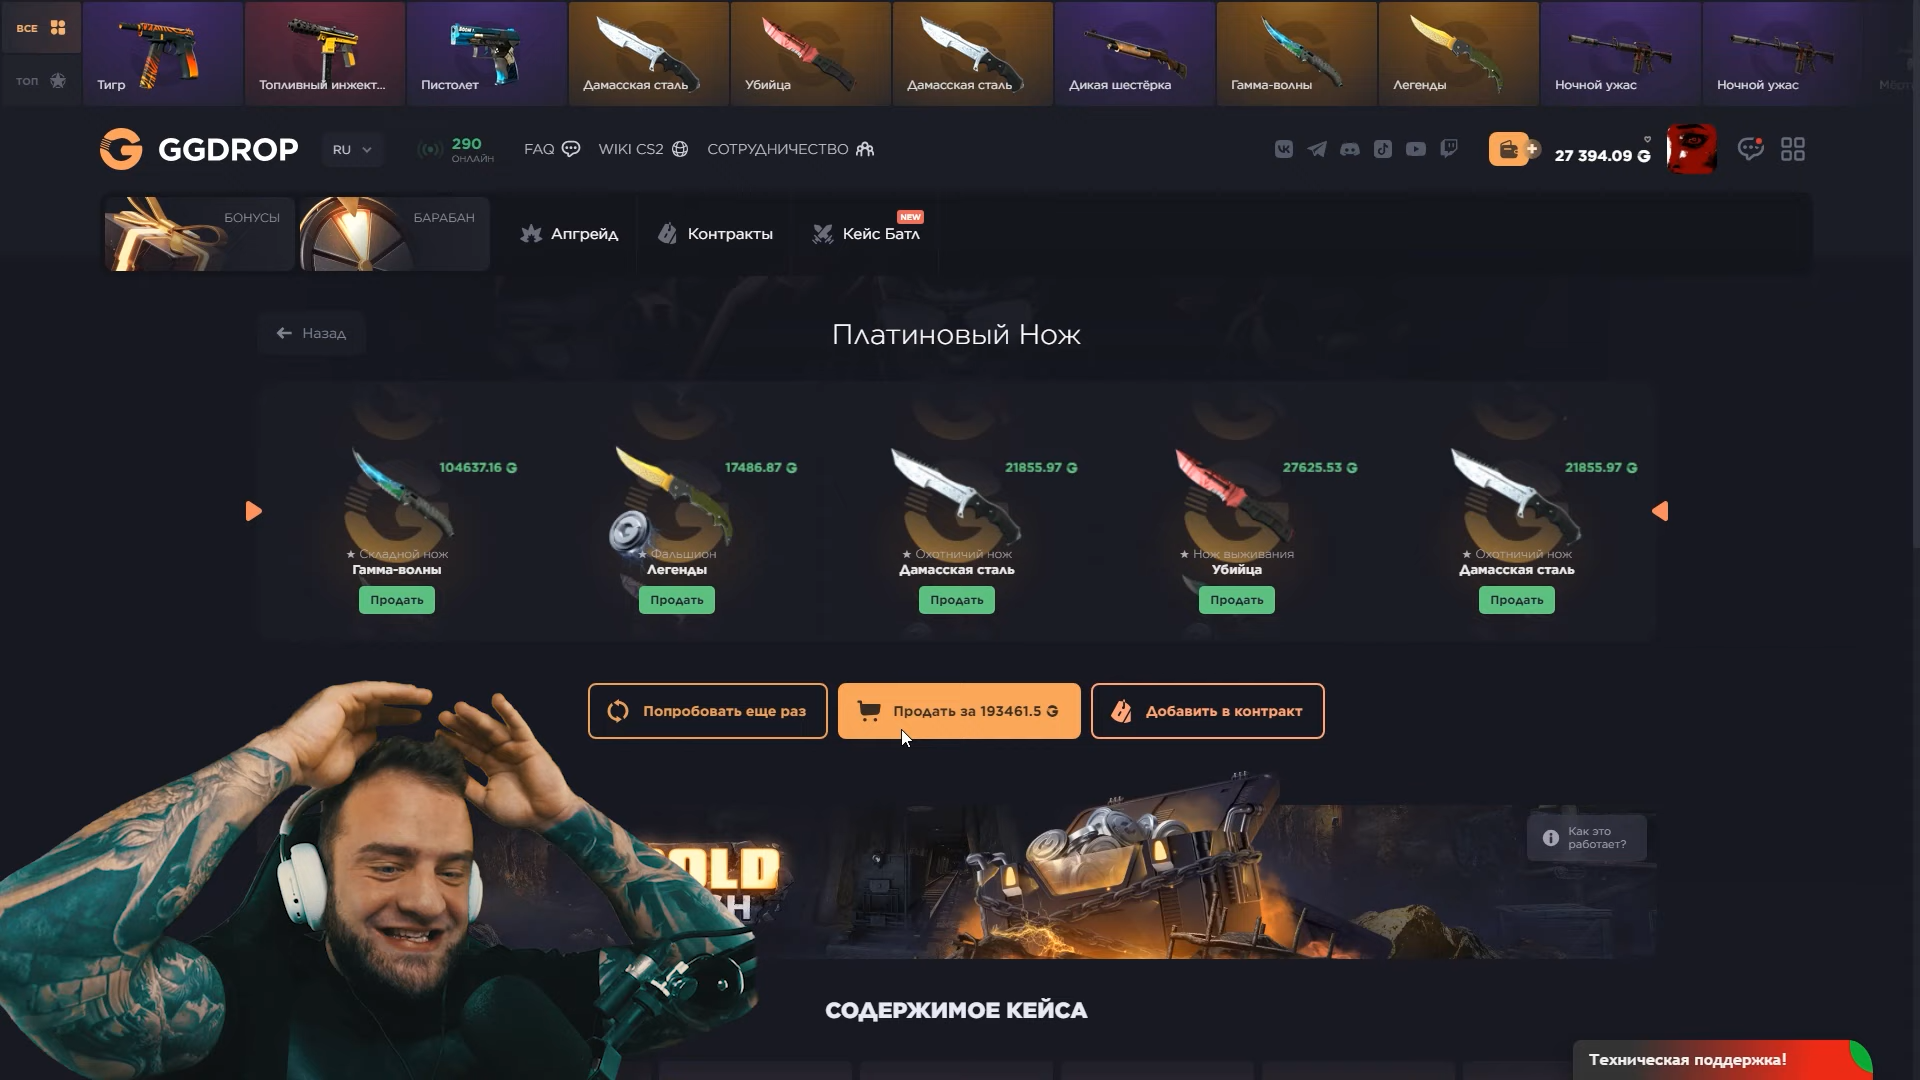 ВСЕ
ТОП
Тигр
Топливный инжект...
Пистолет
Дамасская сталь
Убийца
Дамасская сталь
Дикая шестёрка
Гамма-волны
Легенды
Ночной ужас
Ночной ужас
GGDROP
RU
290
ОНЛАЙН
FAQ
WIKI CS2
СОТРУДНИЧЕСТВО
27 394.09 G
БОНУСЫ
БАРАБАН
Апгрейд
Контракты
NEW
Кейс Батл
Назад
Платиновый Нож
104637.16 G
17486.87 G
21855.97 G
27625.53 G
21855.97 G
★ Складной нож
★ Фальшион
★ Охотничий нож
★ Нож выживания
★ Охотничий нож
Гамма-волны
Легенды
Дамасская сталь
Убийца
Дамасская сталь
Продать
Продать
Продать
Продать
Продать
Попробовать еще раз
Продать за 193461.5 G
Добавить в контракт
OLD
Как это
работает?
СОДЕРЖИМОЕ КЕЙСА
Техническая поддержка!